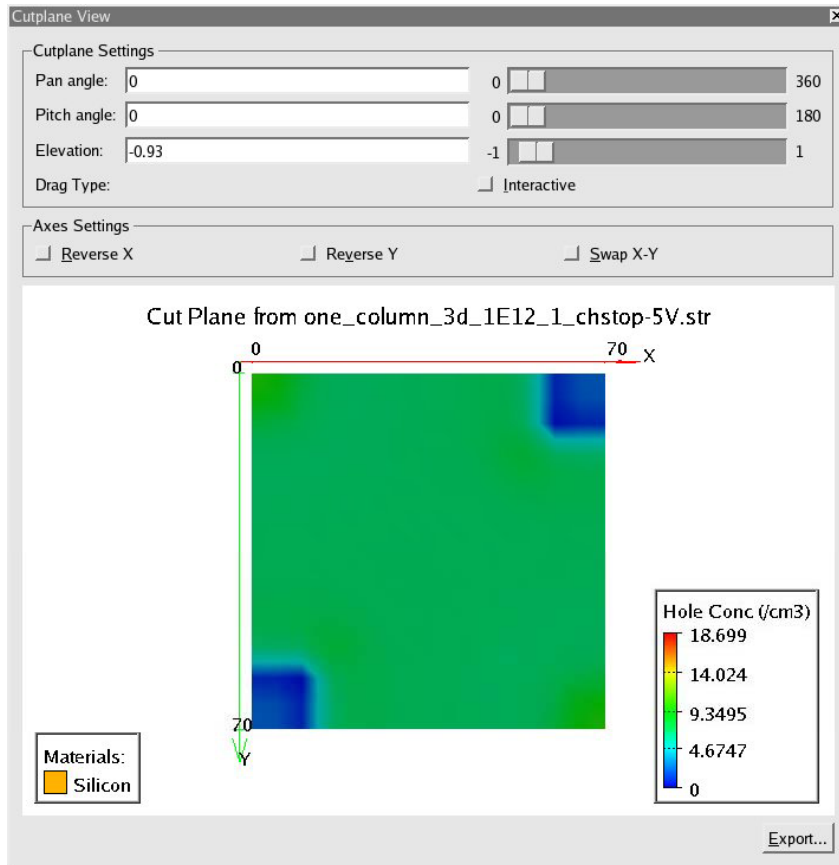 Cutplane View
Cutplane Settings
Pan angle: 0 0 360
Pitch angle: 0 0 180
Elevation: -0.93 -1 1
Drag Type: Interactive
Axes Settings
Reverse X Reverse Y Swap X-Y
Cut Plane from one_column_3d_1E12_1_chstop-5V.str
0 70 X
0
70
Y
Materials:
Silicon
Hole Conc (/cm3)
18.699
14.024
9.3495
4.6747
0
Export...